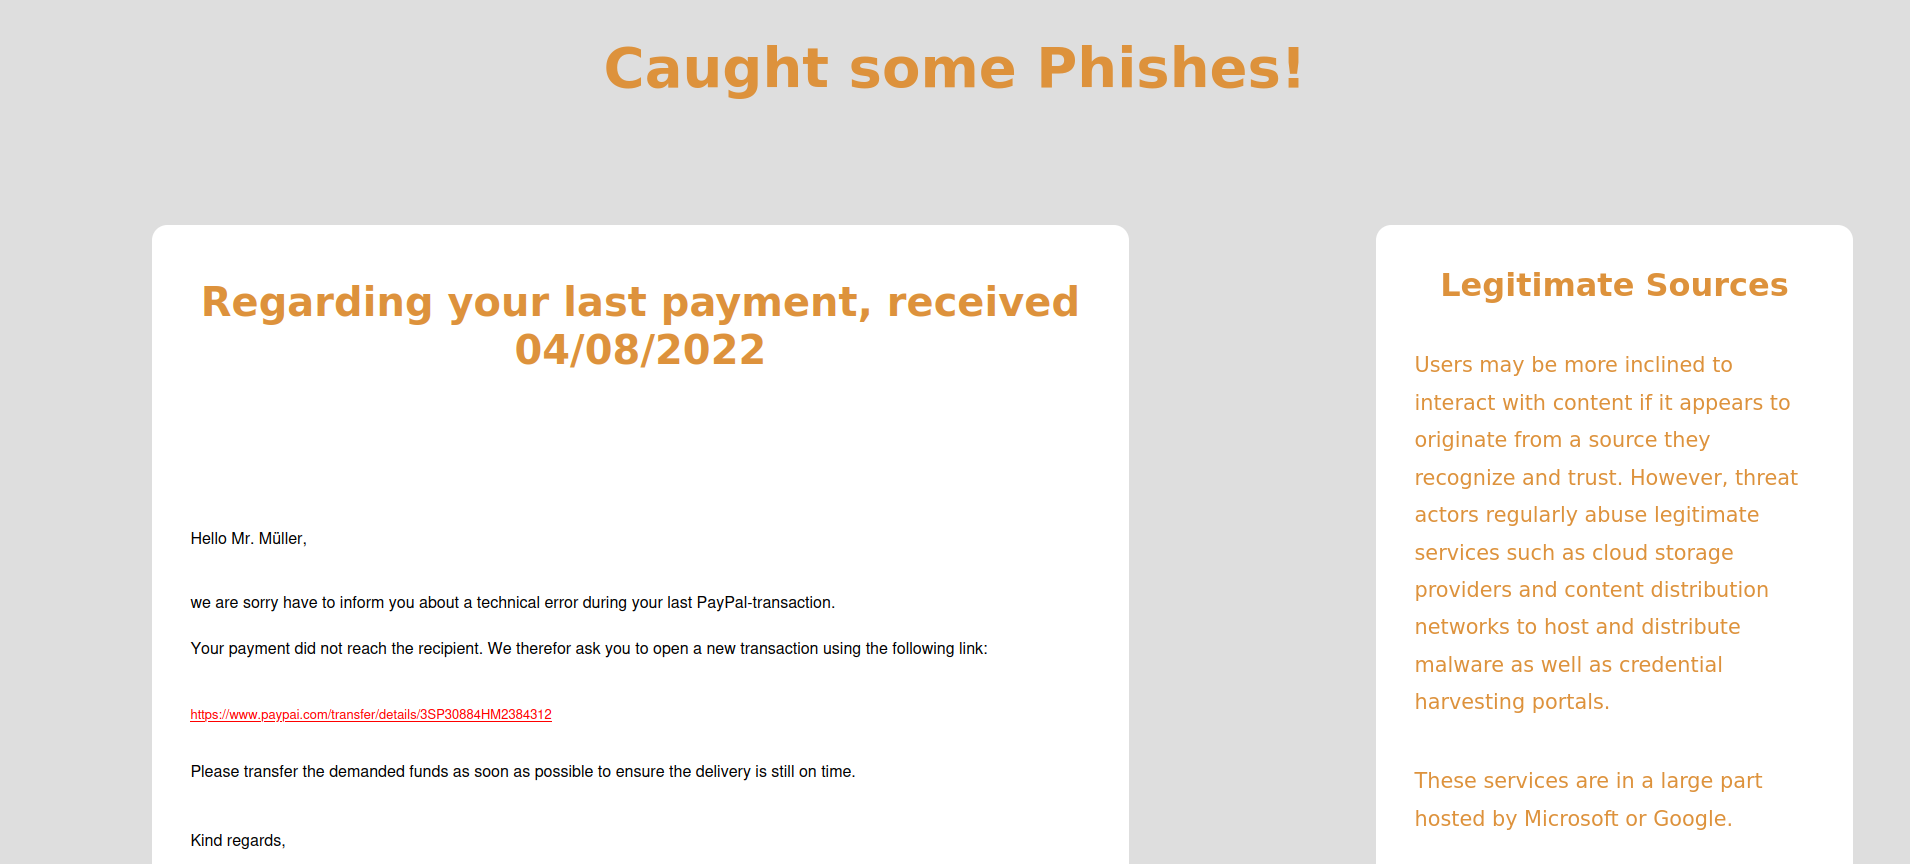 Caught some Phishes!
Regarding your last payment, received
04/08/2022
Hello Mr. Müller,
we are sorry have to inform you about a technical error during your last PayPal-transaction.
Your payment did not reach the recipient. We therefor ask you to open a new transaction using the following link:
https://www.paypai.com/transfer/details/3SP30884HM2384312
Please transfer the demanded funds as soon as possible to ensure the delivery is still on time.
Kind regards,
Legitimate Sources
Users may be more inclined to
interact with content if it appears to
originate from a source they
recognize and trust. However, threat
actors regularly abuse legitimate
services such as cloud storage
providers and content distribution
networks to host and distribute
malware as well as credential
harvesting portals.
These services are in a large part
hosted by Microsoft or Google.